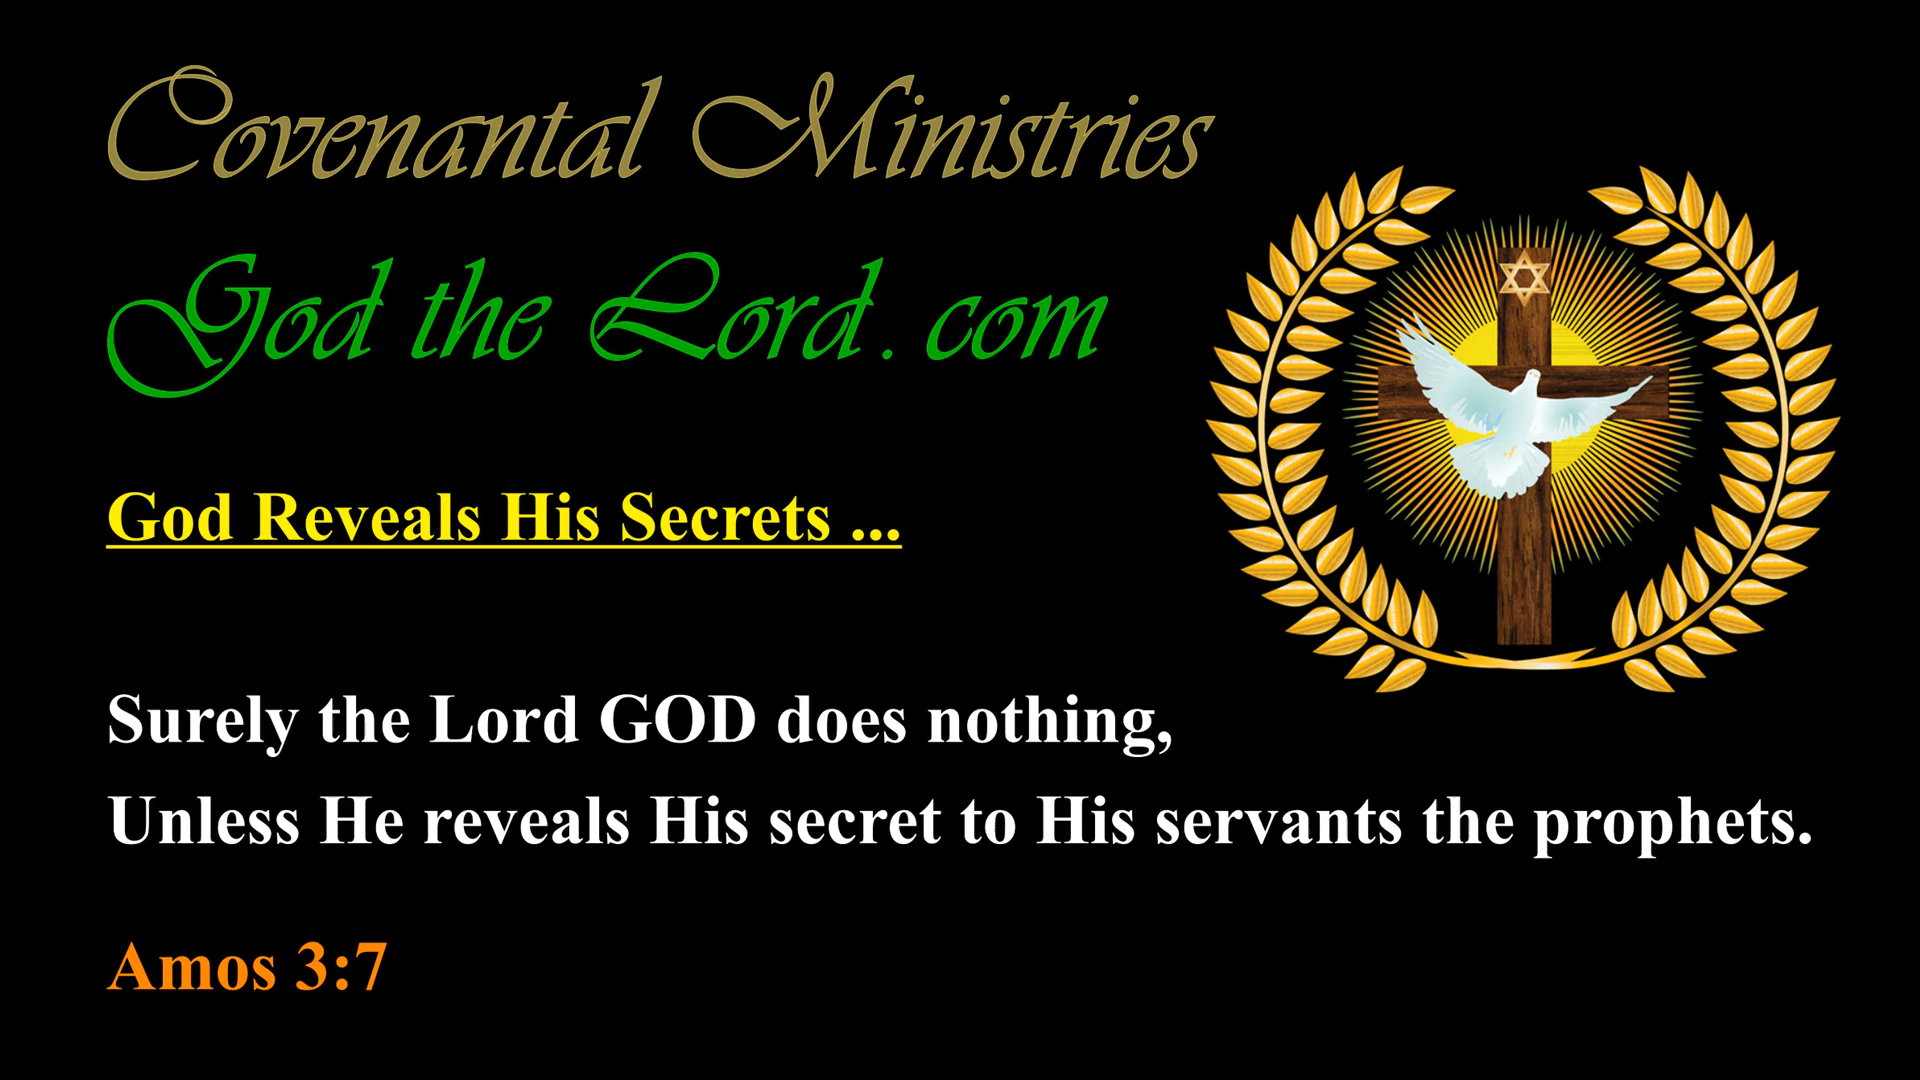 Covenantal Ministries
God the Lord . com
God Reveals His Secrets ...
Surely the Lord GOD does nothing,
Unless He reveals His secret to His servants the prophets.
Amos 3:7